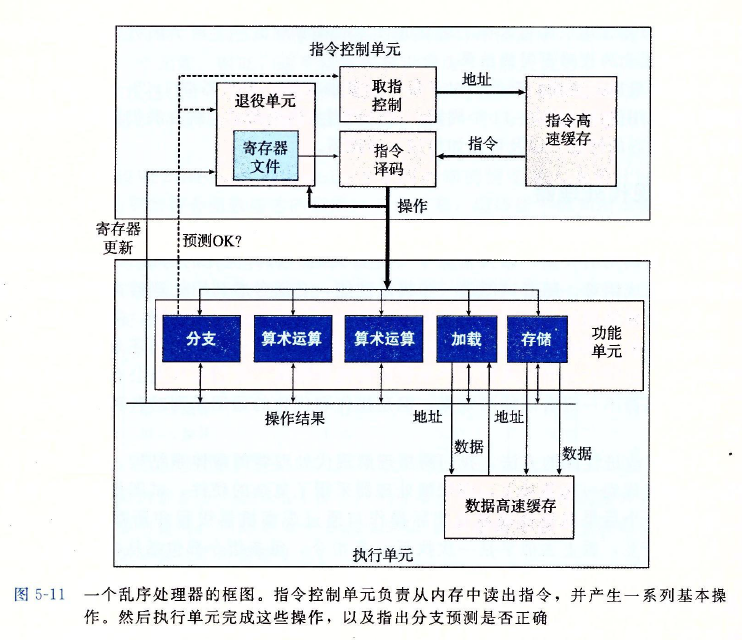 指令控制单元
取指
控制
地址
指令高
速缓存
退役单元
寄存器
文件
指令
译码
指令
操作
寄存器
更新
预测OK?
分支
算术运算
算术运算
加载
存储
功能
单元
操作结果
地址
地址
数据
数据
数据高速缓存
执行单元
图 5-11 一个乱序处理器的框图。指令控制单元负责从内存中读出指令，并产生一系列基本操
作。然后执行单元完成这些操作，以及指出分支预测是否正确